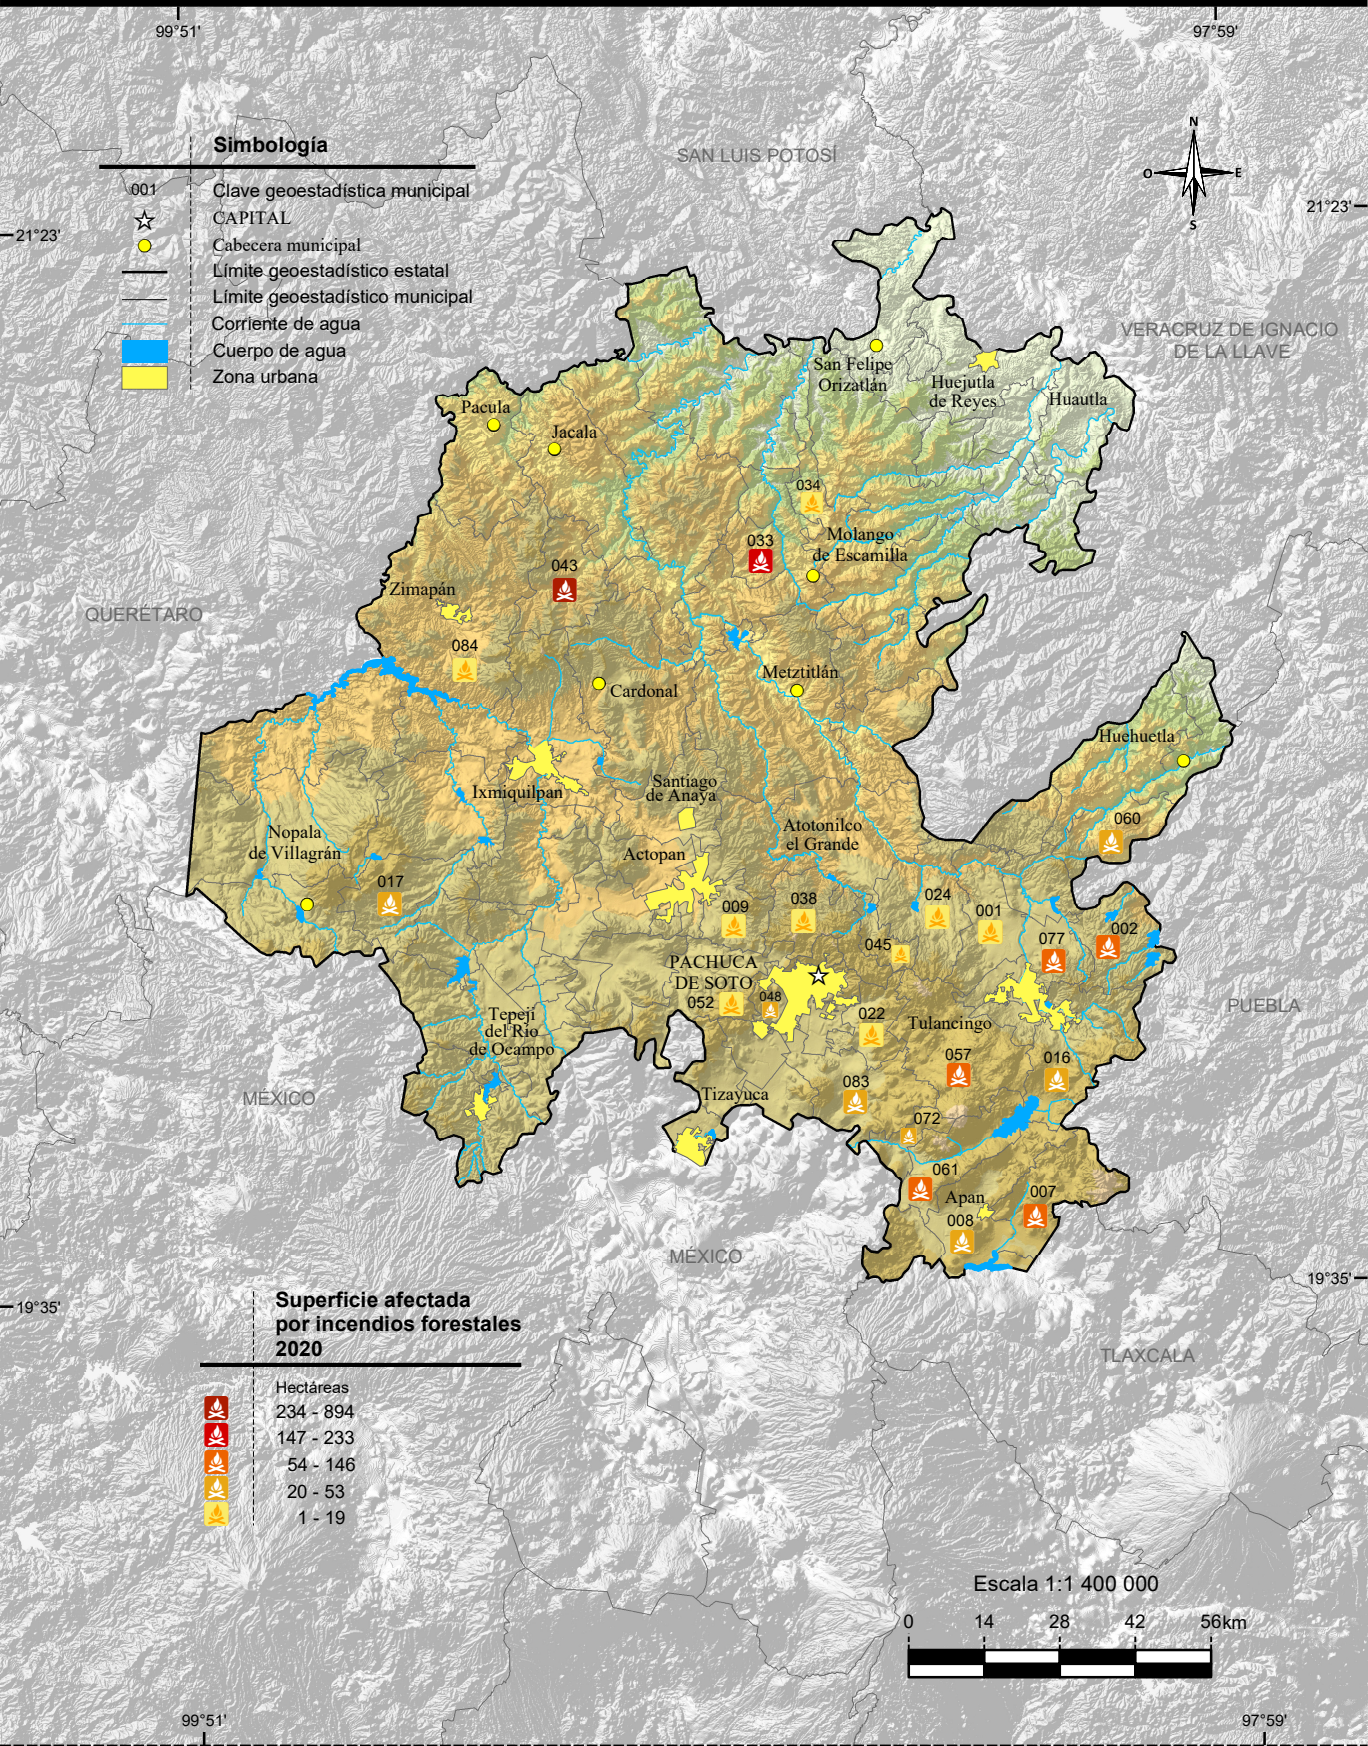 99°51'
97°59'
Simbología
001
Clave geoestadística municipal
CAPITAL
Cabecera municipal
Límite geoestadístico estatal
Límite geoestadístico municipal
Corriente de agua
Cuerpo de agua
Zona urbana
N
O
E
S
21°23'
21°23'
SAN LUIS POTOSÍ
VERACRUZ DE IGNACIO
DE LA LLAVE
San Felipe
Orizatlán
Huejutla
de Reyes
Huautla
Pacula
Jacala
034
Molango
de Escamilla
033
043
Zimapán
QUERÉTARO
084
Cardonal
Metztitlán
Huehuetla
Ixmiquilpan
Santiago
de Anaya
060
Nopala
de Villagrán
Atotonilco
el Grande
Actopan
017
009
038
024
001
002
077
045
PACHUCA
DE SOTO
052
048
022
Tulancingo
PUEBLA
Tepeji
del Río
de Ocampo
057
016
MÉXICO
Tizayuca
083
072
061
Apan
007
008
MÉXICO
19°35'
19°35'
Superficie afectada
por incendios forestales
2020
Hectáreas
234 - 894
147 - 233
54 - 146
20 - 53
1 - 19
TLAXCALA
Escala 1:1 400 000
0 14 28 42 56km
99°51'
97°59'